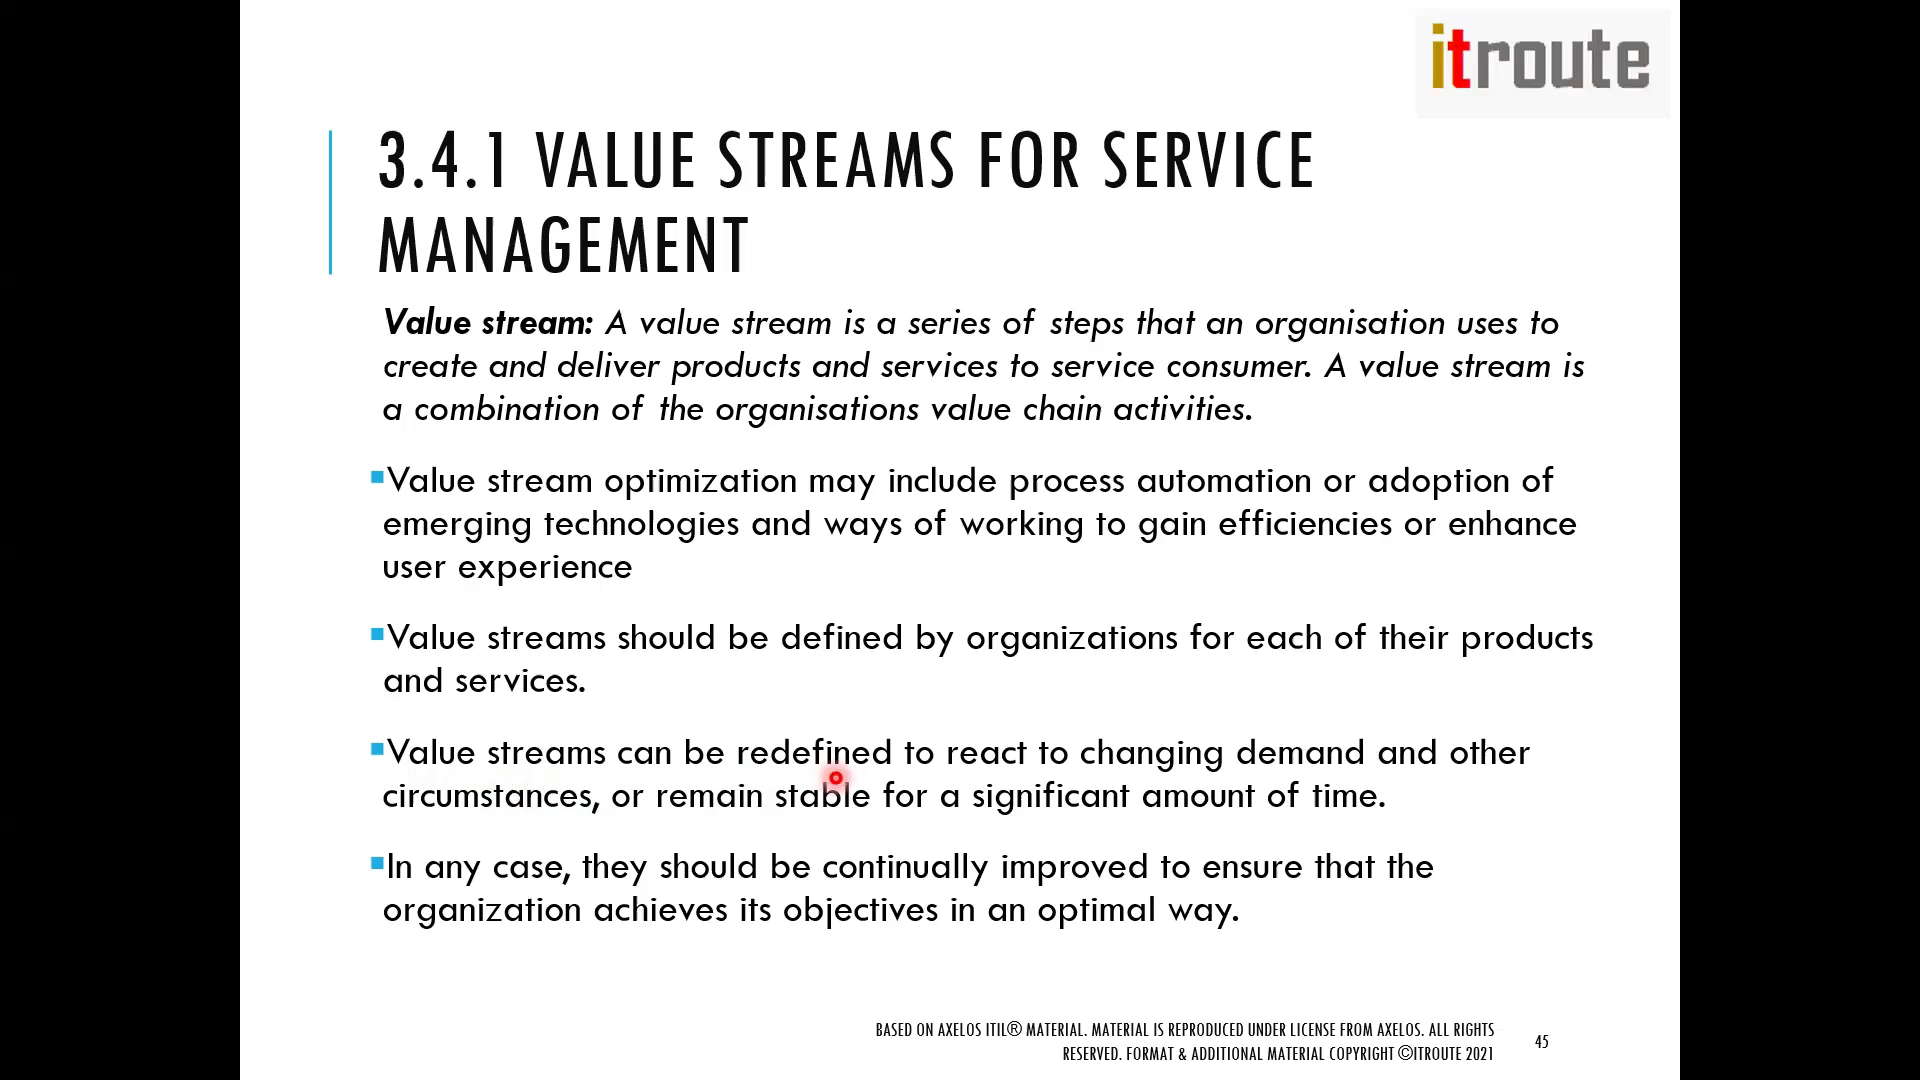 itroute
3.4.1 VALUE STREAMS FOR SERVICE
MANAGEMENT
Value stream: A value stream is a series of steps that an organisation uses to
create and deliver products and services to service consumer. A value stream is
a combination of the organisations value chain activities.
▪Value stream optimization may include process automation or adoption of
emerging technologies and ways of working to gain efficiencies or enhance
user experience
▪Value streams should be defined by organizations for each of their products
and services.
▪Value streams can be redefined to react to changing demand and other
circumstances, or remain stable for a significant amount of time.
▪In any case, they should be continually improved to ensure that the
organization achieves its objectives in an optimal way.
BASED ON AXELOS ITIL® MATERIAL. MATERIAL IS REPRODUCED UNDER LICENSE FROM AXELOS. ALL RIGHTS
RESERVED. FORMAT & ADDITIONAL MATERIAL COPYRIGHT ©ITROUTE 2021
45